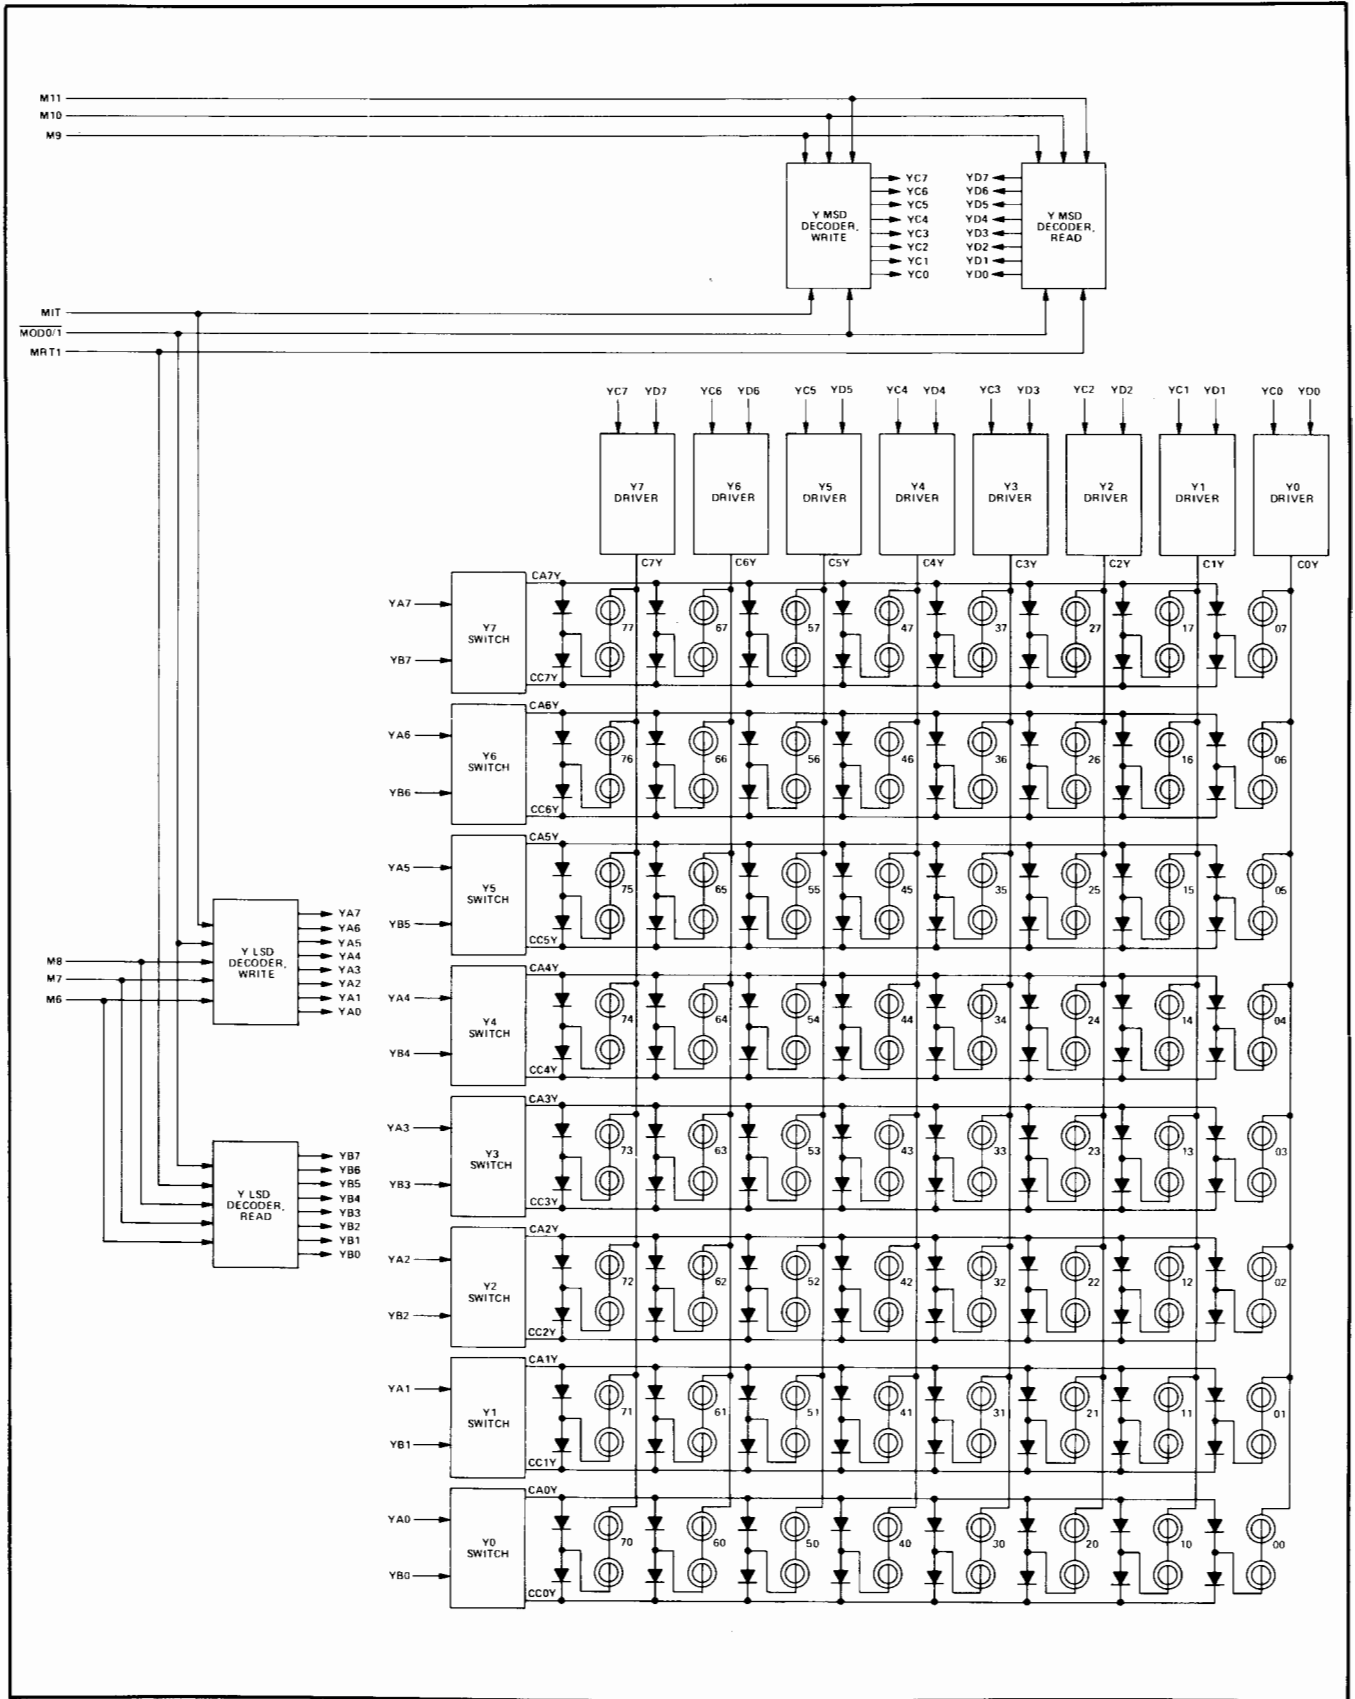 M11
M10
M9
Y MSD
DECODER,
WRITE
YC7
YC6
YC5
YC4
YC3
YC2
YC1
YC0
YD7
YD6
YD5
YD4
YD3
YD2
YD1
YD0
Y MSD
DECODER,
READ
MIT
MOD0/1
MRT1
YC7 YD7 YC6 YD6 YC5 YD5 YC4 YD4 YC3 YD3 YC2 YD2 YC1 YD1 YC0 YD0
Y7
DRIVER
Y6
DRIVER
Y5
DRIVER
Y4
DRIVER
Y3
DRIVER
Y2
DRIVER
Y1
DRIVER
Y0
DRIVER
C7Y C6Y C5Y C4Y C3Y C2Y C1Y C0Y
YA7
YB7
Y7
SWITCH
CA7Y
77 67 57 47 37 27 17 07
CC7Y
YA6
YB6
Y6
SWITCH
CA6Y
76 66 56 46 36 26 16 06
CC6Y
YA5
YB5
Y5
SWITCH
CA5Y
75 65 55 45 35 25 15 05
CC5Y
M8
M7
M6
Y LSD
DECODER,
WRITE
YA7
YA6
YA5
YA4
YA3
YA2
YA1
YA0
YA4
YB4
Y4
SWITCH
CA4Y
74 64 54 44 34 24 14 04
CC4Y
YA3
YB3
Y3
SWITCH
CA3Y
73 63 53 43 33 23 13 03
CC3Y
Y LSD
DECODER,
READ
YB7
YB6
YB5
YB4
YB3
YB2
YB1
YB0
YA2
YB2
Y2
SWITCH
CA2Y
72 62 52 42 32 22 12 02
CC2Y
YA1
YB1
Y1
SWITCH
CA1Y
71 61 51 41 31 21 11 01
CC1Y
YA0
YB0
Y0
SWITCH
CA0Y
70 60 50 40 30 20 10 00
CC0Y